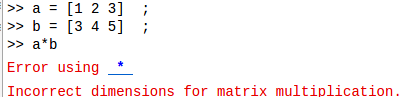 >> a = [1 2 3]  ;
>> b = [3 4 5]  ;
>> a*b
Error using  *
Incorrect dimensions for matrix multiplication.